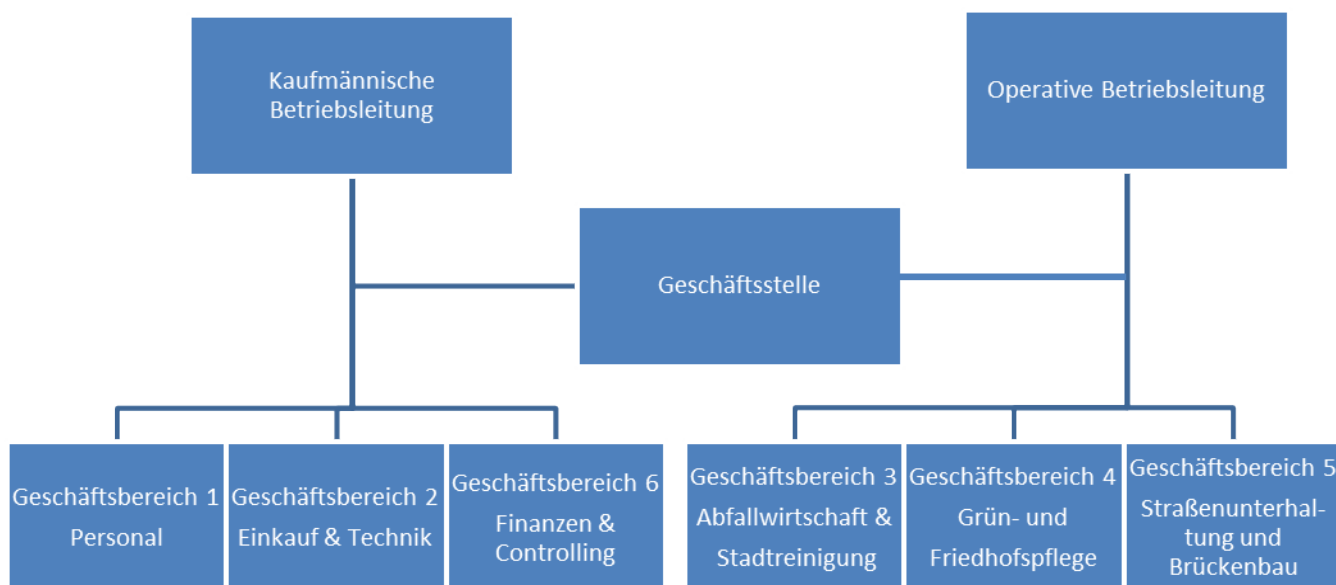 Kaufmännische
Betriebsleitung
Operative Betriebsleitung
Geschäftsstelle
Geschäftsbereich 1
Personal
Geschäftsbereich 2
Einkauf & Technik
Geschäftsbereich 6
Finanzen &
Controlling
Geschäftsbereich 3
Abfallwirtschaft &
Stadtreinigung
Geschäftsbereich 4
Grün- und
Friedhofspflege
Geschäftsbereich 5
Straßenunterhal-
tung und
Brückenbau